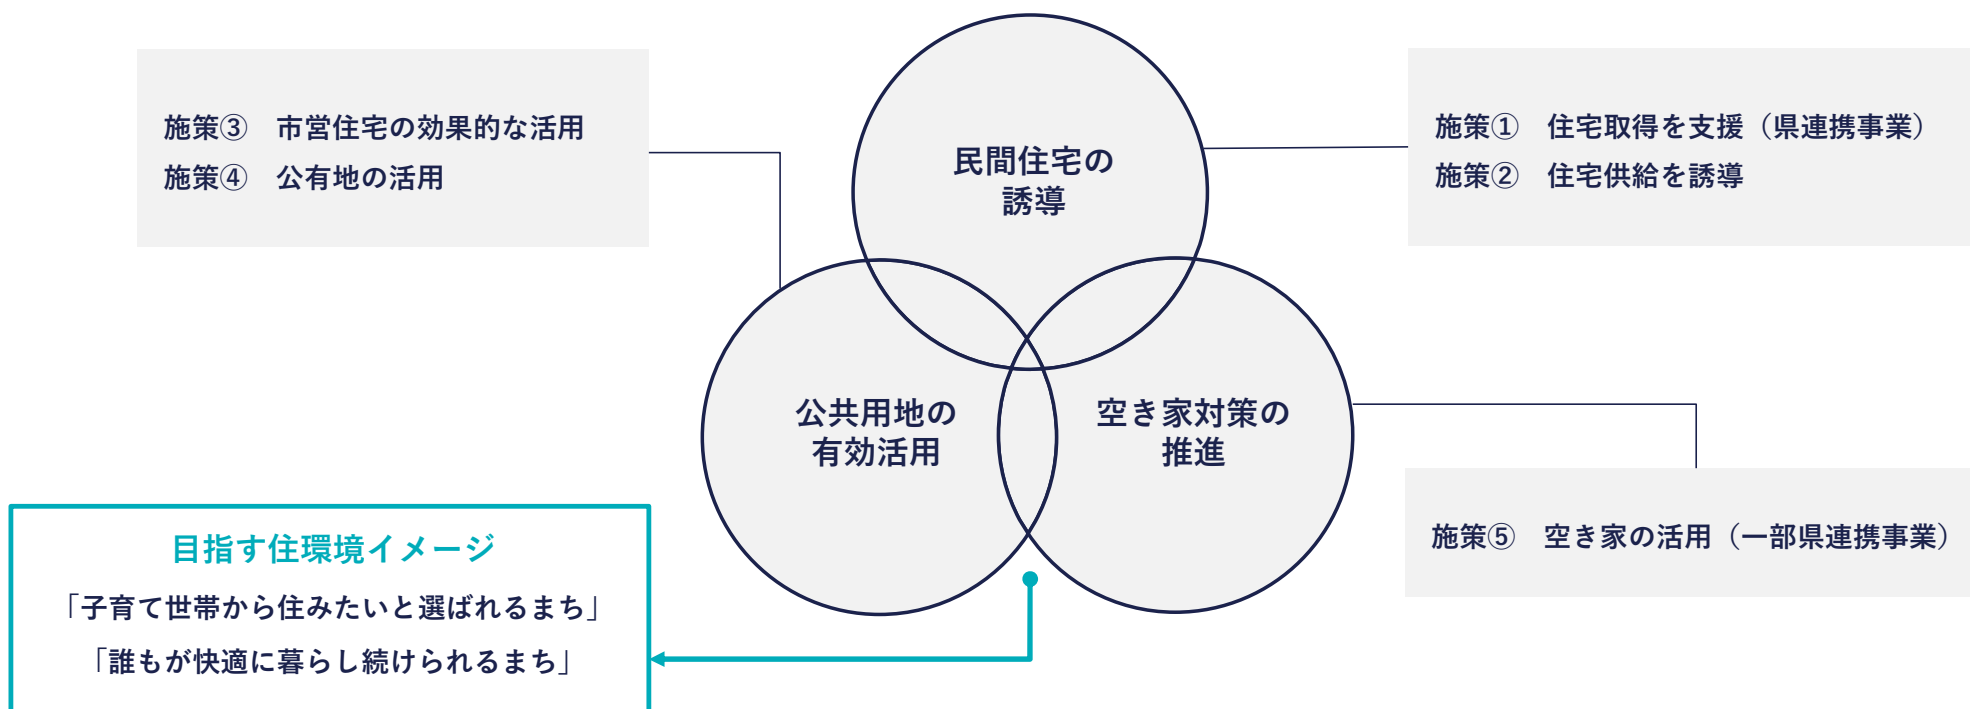 施策③　市営住宅の効果的な活用
施策④　公有地の活用
民間住宅の
誘導
施策①　住宅取得を支援（県連携事業）
施策②　住宅供給を誘導
公共用地の
有効活用
空き家対策の
推進
施策⑤　空き家の活用（一部県連携事業）
目指す住環境イメージ
「子育て世帯から住みたいと選ばれるまち」
「誰もが快適に暮らし続けられるまち」